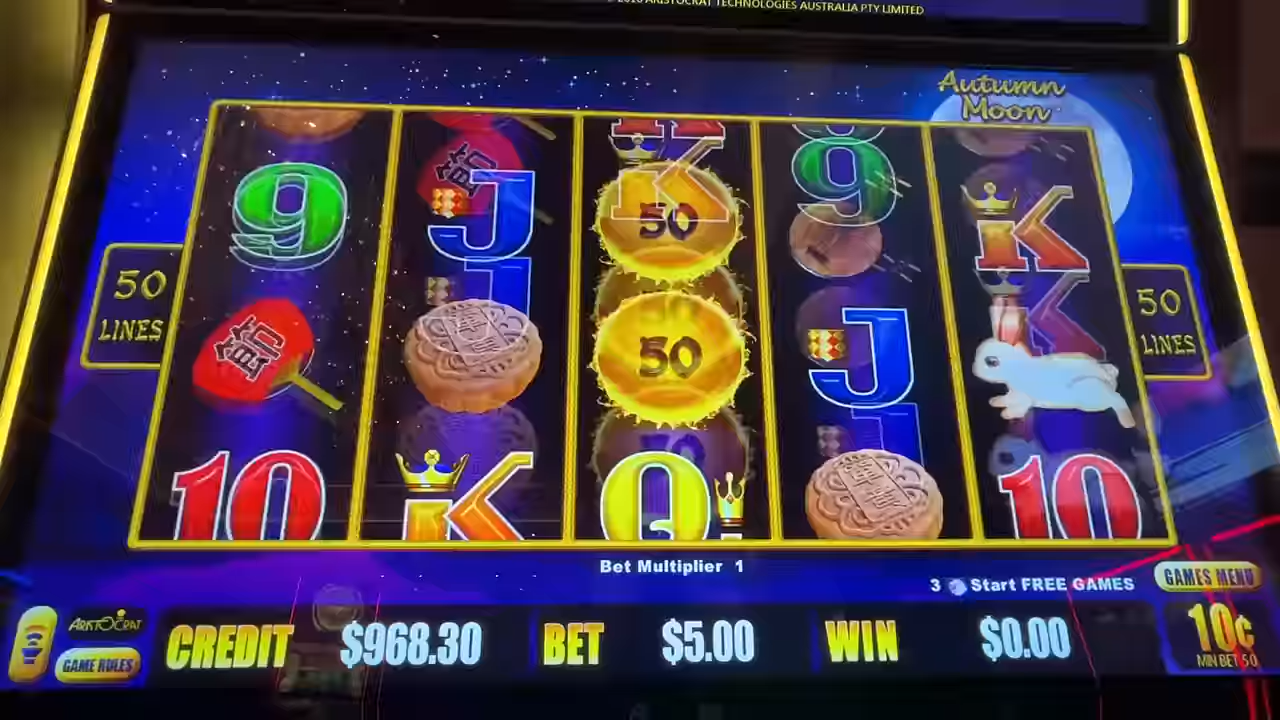 2016 ARISTOCRAT TECHNOLOGIES AUSTRALIA PTY LIMITED
Autumn
Moon
9
J
K
50
9
K
50
LINES
50
J
50
LINES
10
K
Q
10
Bet Multiplier 1
3 Start FREE GAMES
GAMES MENU
ARISTOCRAT
GAME RULES
CREDIT $968.30 BET $5.00 WIN $0.00
10¢
MIN BET 50